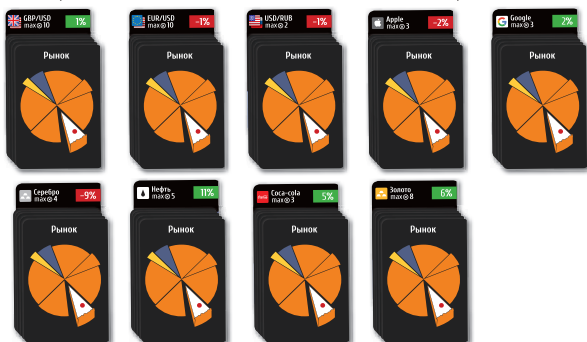 GBP/USD
max 10
1%
Рынок
EUR/USD
max 10
-1%
Рынок
USD/RUB
max 2
-1%
Рынок
Apple
max 3
-2%
Рынок
Google
max 3
2%
Рынок
Серебро
max 4
-9%
Рынок
Нефть
max 5
11%
Рынок
Coca-cola
max 3
5%
Рынок
Золото
max 8
6%
Рынок